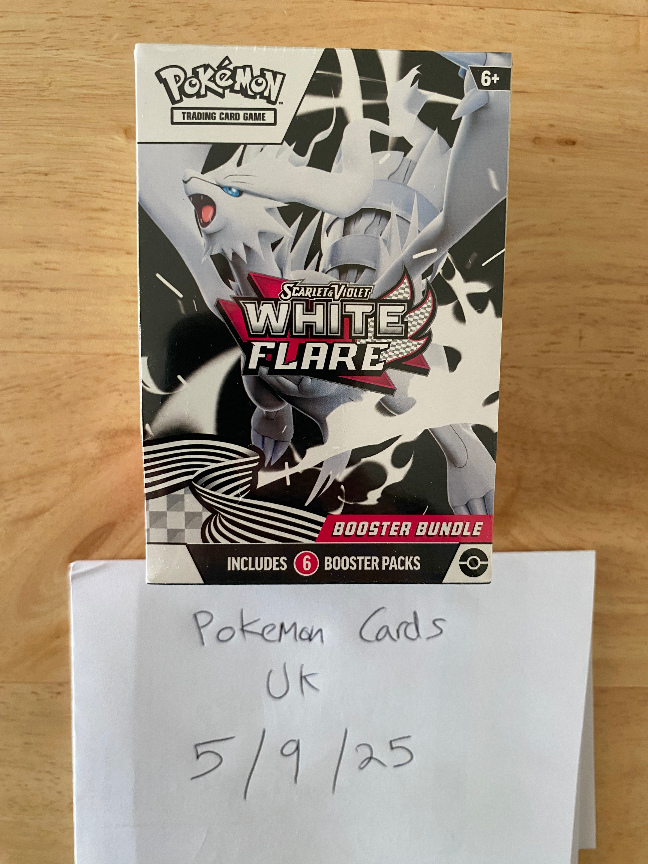 POKéMON
TRADING CARD GAME
6+
SCARLET & VIOLET
WHITE
FLARE
BOOSTER BUNDLE
INCLUDES 6 BOOSTER PACKS
Pokemon Cards
UK
5/9/25